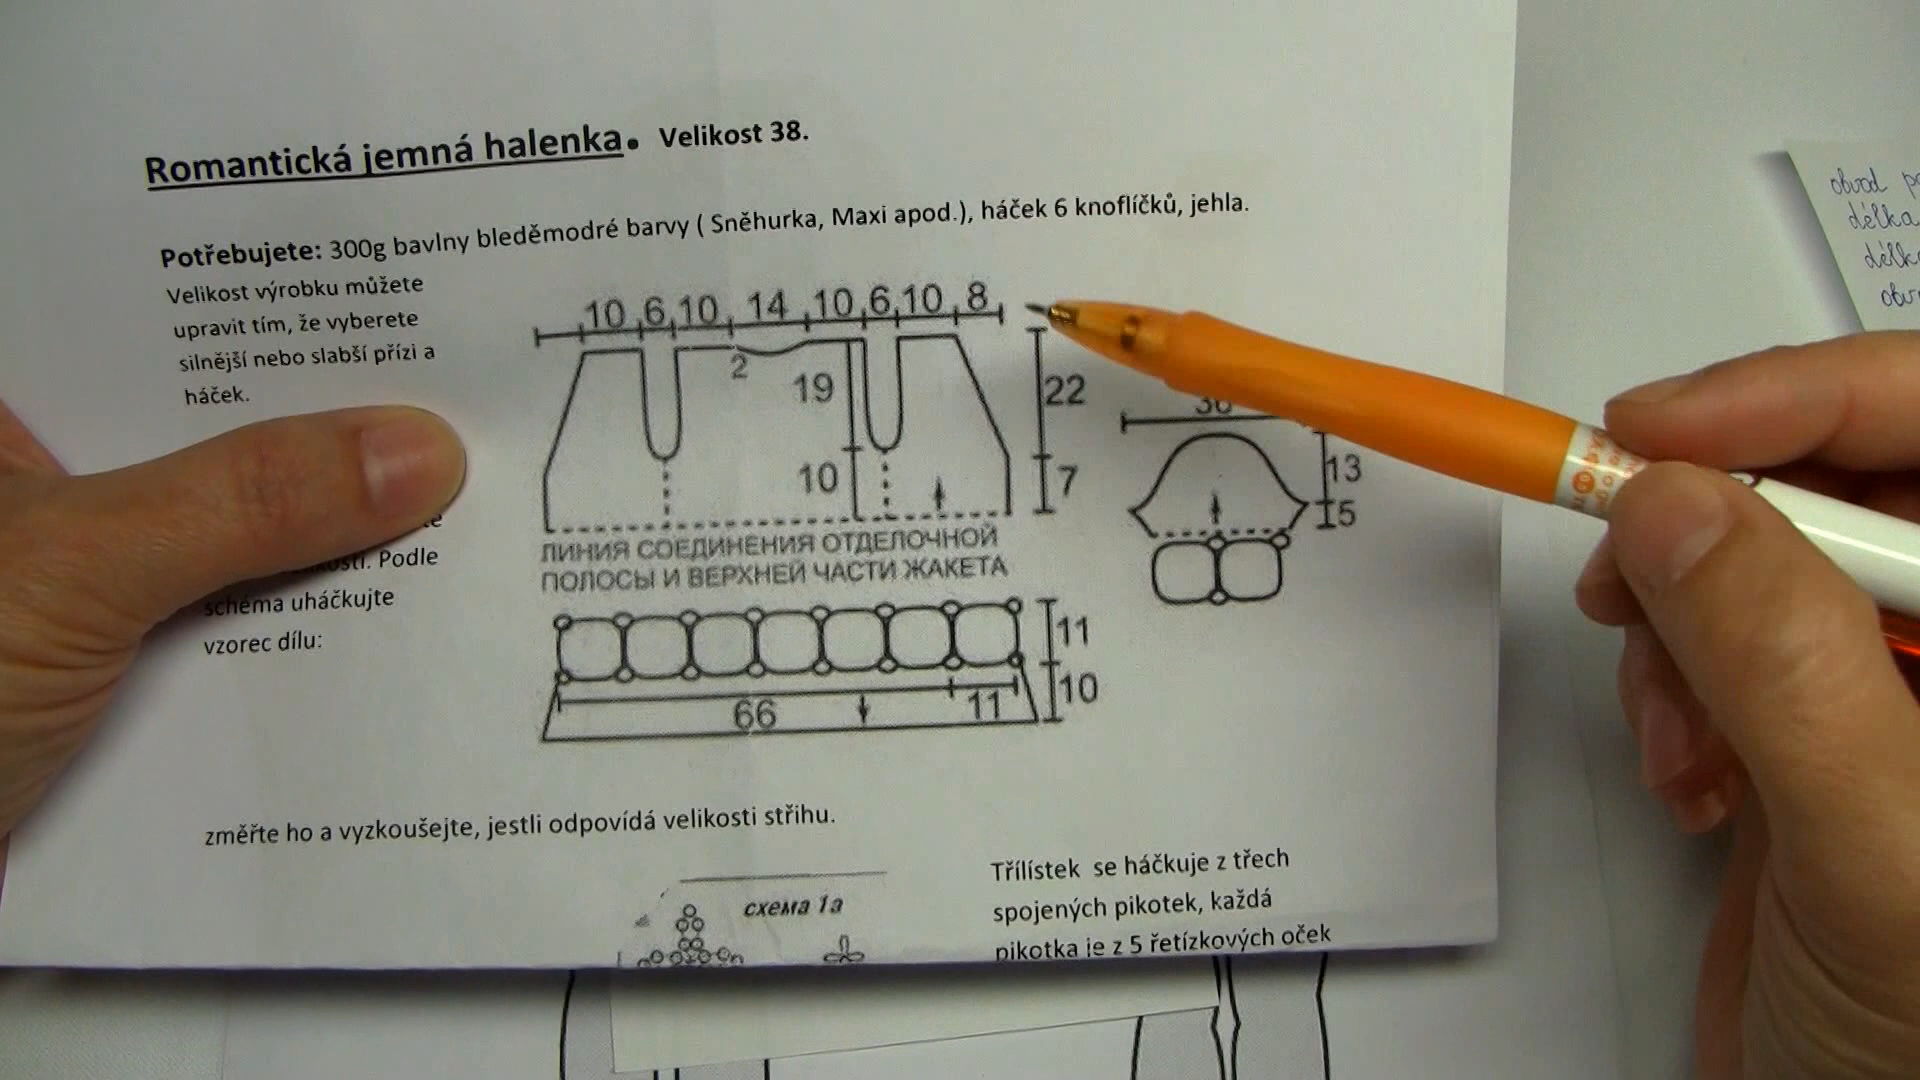 Romantická jemná halenka. Velikost 38.
Potřebujete: 300g bavlny bleděmodré barvy ( Sněhurka, Maxi apod.), háček 6 knoflíčků, jehla.
Velikost výrobku můžete
upravit tím, že vyberete
silnější nebo slabší přízi a
háček.
Podle
schéma uháčkujte
vzorec dílu:
10 6 10 14 10 6 10 8
2
19
22
10
7
13
5
ЛИНИЯ СОЕДИНЕНИЯ ОТДЕЛОЧНОЙ
ПОЛОСЫ И ВЕРХНЕЙ ЧАСТИ ЖАКЕТА
11
10
66
11
změřte ho a vyzkoušejte, jestli odpovídá velikosti střihu.
схема 1а
Třílístek se háčkuje z třech
spojených pikotek, každá
pikotka je z 5 řetízkových oček
obvod
délka